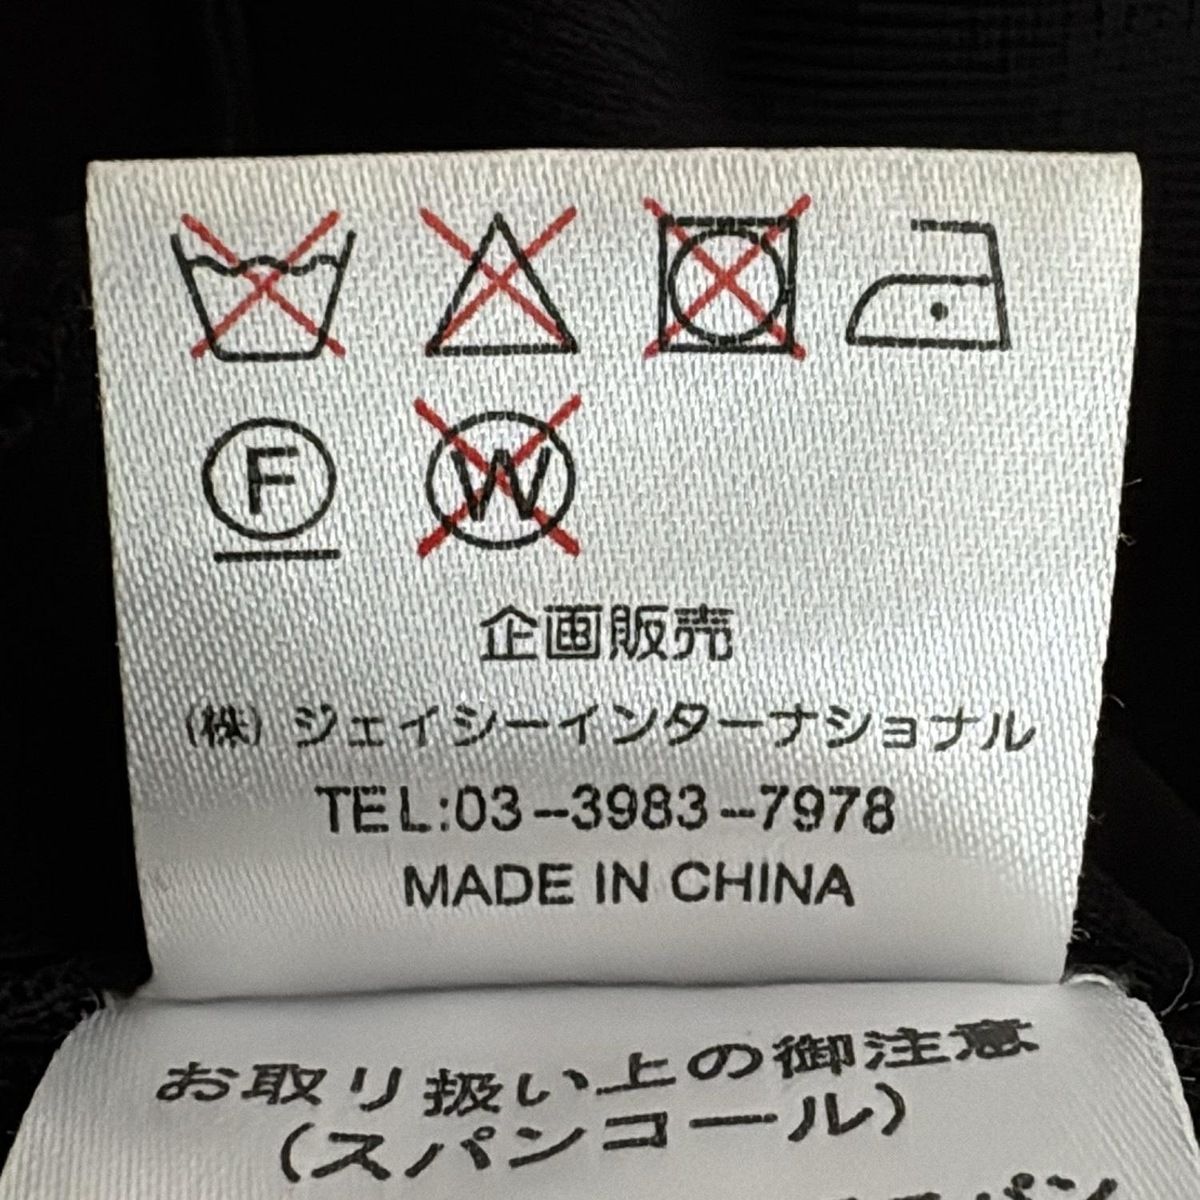 F W
企画販売
(株) ジェイシーインターナショナル
TEL:03-3983-7978
MADE IN CHINA
お取り扱い上の御注意
(スパンコール)